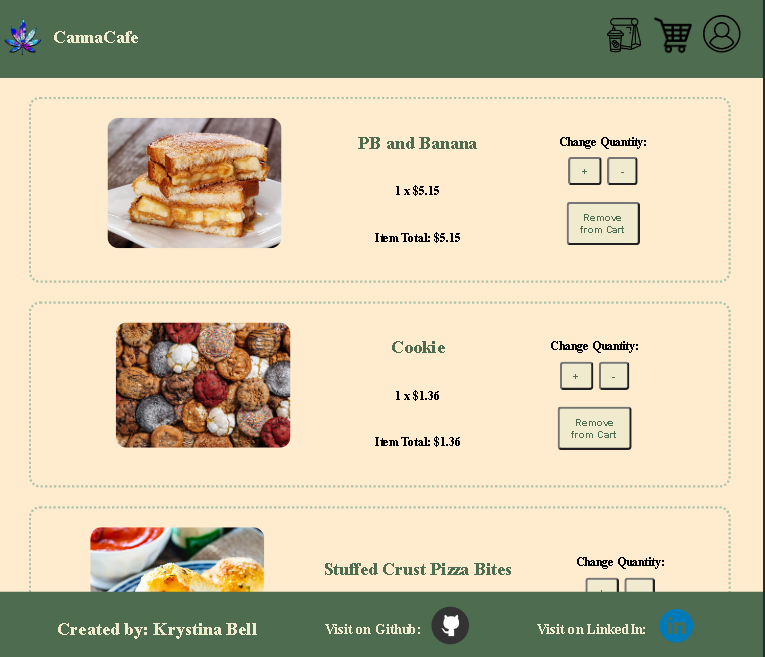 CannaCafe
PB and Banana
1 x $5.15
Item Total: $5.15
Change Quantity:
+ -
Remove
from Cart
Cookie
1 x $1.36
Item Total: $1.36
Change Quantity:
+ -
Remove
from Cart
Stuffed Crust Pizza Bites
Change Quantity:
Created by: Krystina Bell
Visit on Github:
Visit on LinkedIn:
in